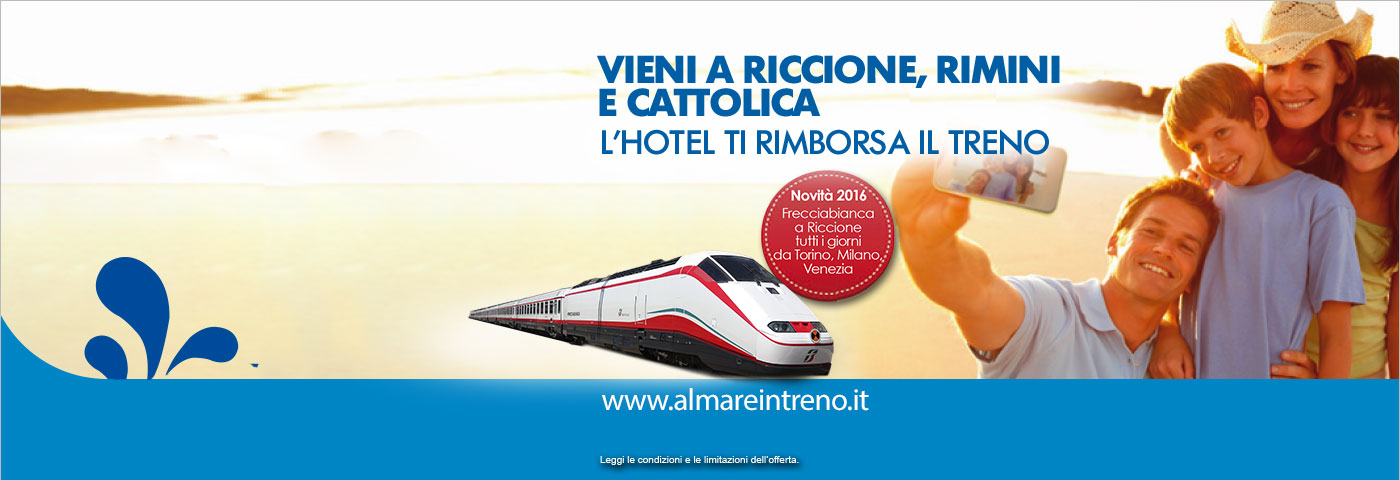 VIENI A RICCIONE, RIMINI
E CATTOLICA
L'HOTEL TI RIMBORSA IL TRENO
Novità 2016
Frecciabianca
a Riccione
tutti i giorni
da Torino, Milano,
Venezia
www.almareintreno.it
Leggi le condizioni e le limitazioni dell'offerta.